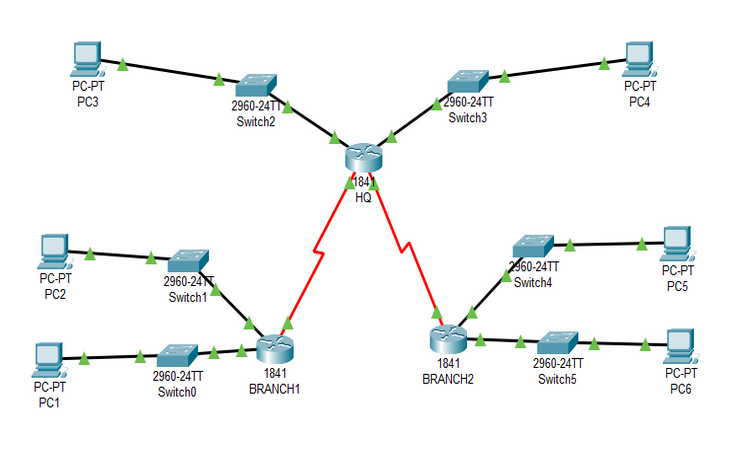 PC-PT
PC3
2960-24TT
Switch2
2960-24TT
Switch3
PC-PT
PC4
1841
HQ
PC-PT
PC2
2960-24TT
Switch1
2960-24TT
Switch4
PC-PT
PC5
PC-PT
PC1
2960-24TT
Switch0
1841
BRANCH1
1841
BRANCH2
2960-24TT
Switch5
PC-PT
PC6